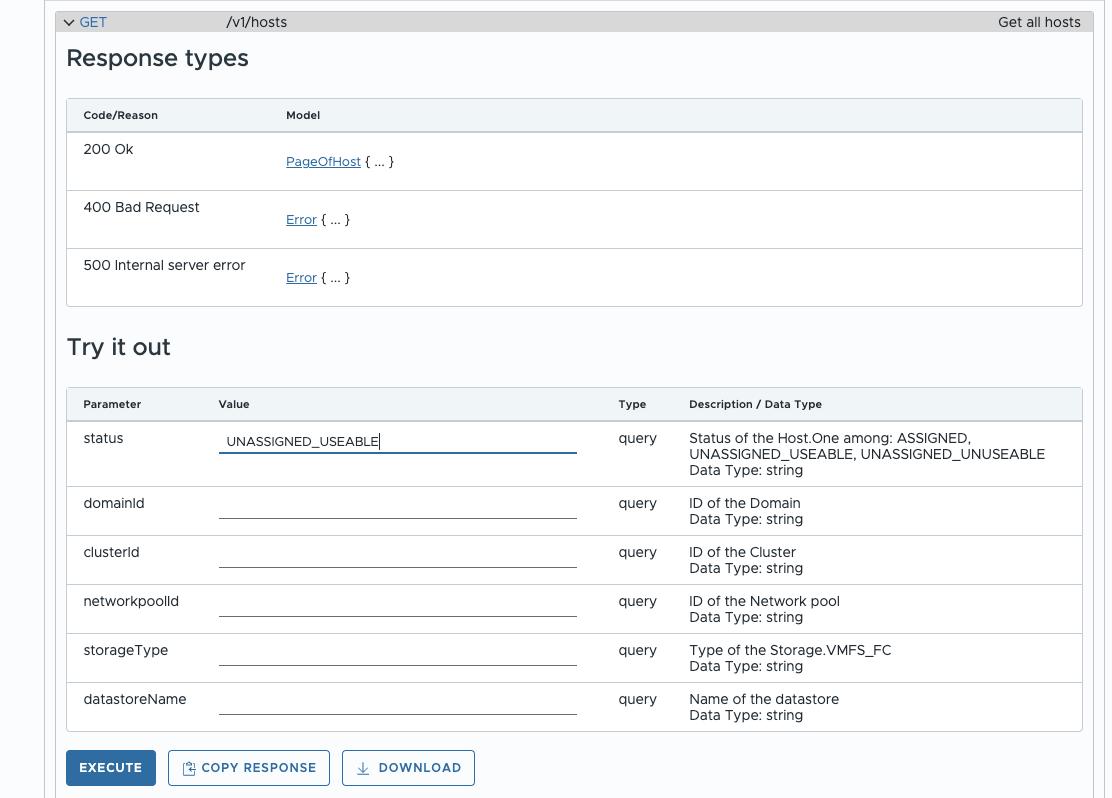 GET /v1/hosts Get all hosts
Response types
Code/Reason Model
200 Ok
PageOfHost { ... }
400 Bad Request
Error { ... }
500 Internal server error
Error { ... }
Try it out
Parameter Value Type Description / Data Type
status UNASSIGNED_USEABLE query Status of the Host.One among: ASSIGNED,
UNASSIGNED_USEABLE, UNASSIGNED_UNUSEABLE
Data Type: string
domainId query ID of the Domain
Data Type: string
clusterId query ID of the Cluster
Data Type: string
networkpoolId query ID of the Network pool
Data Type: string
storageType query Type of the Storage.VMFS_FC
Data Type: string
datastoreName query Name of the datastore
Data Type: string
EXECUTE COPY RESPONSE DOWNLOAD